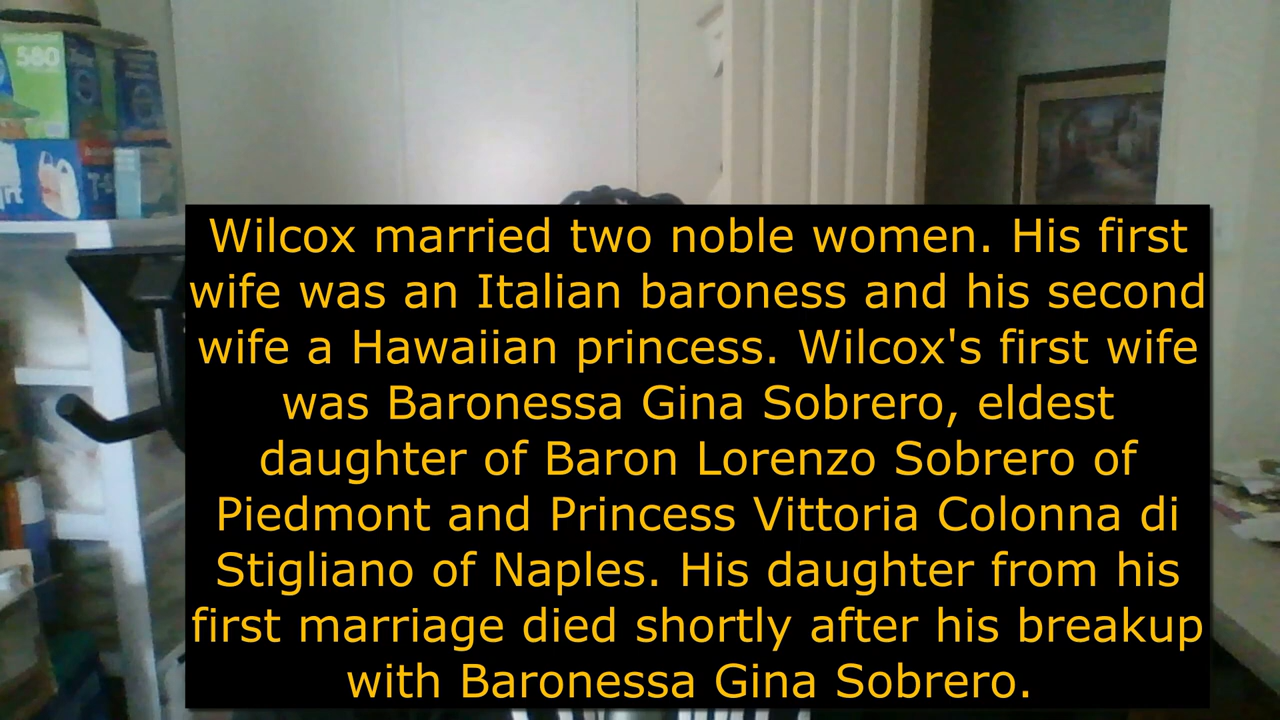 580
Wilcox married two noble women. His first
wife was an Italian baroness and his second
wife a Hawaiian princess. Wilcox's first wife
was Baronessa Gina Sobrero, eldest
daughter of Baron Lorenzo Sobrero of
Piedmont and Princess Vittoria Colonna di
Stigliano of Naples. His daughter from his
first marriage died shortly after his breakup
with Baronessa Gina Sobrero.